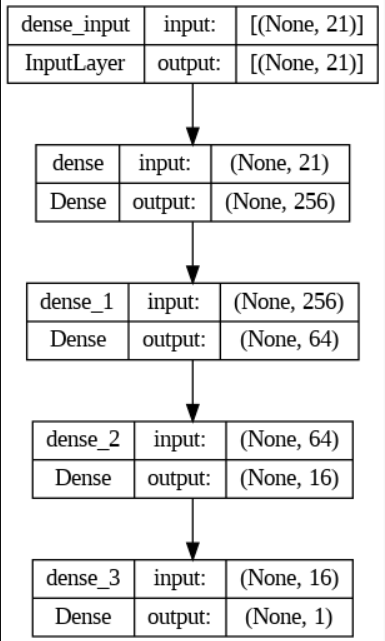 dense_input input: [(None, 21)]
InputLayer output: [(None, 21)]
dense input: (None, 21)
Dense output: (None, 256)
dense_1 input: (None, 256)
Dense output: (None, 64)
dense_2 input: (None, 64)
Dense output: (None, 16)
dense_3 input: (None, 16)
Dense output: (None, 1)